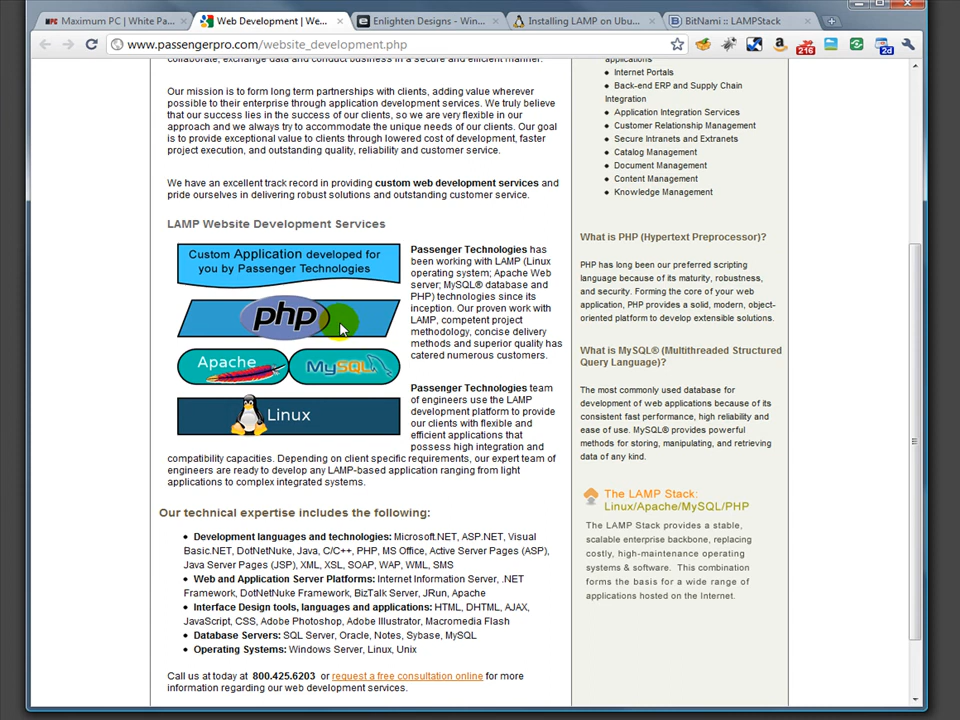 Maximum PC | White Pa...
Web Development | We...
Enlighten Designs - Win...
Installing LAMP on Ubu...
BitNami :: LAMPStack
www.passengerpro.com/website_development.php
216
2d
collaborate, exchange data and conduct business in a secure and efficient manner.
Our mission is to form long term partnerships with clients, adding value wherever
possible to their enterprise through application development services. We truly believe
that our success lies in the success of our clients, so we are very flexible in our
approach and we always try to accommodate the unique needs of our clients. Our goal
is to provide exceptional value to clients through lowered cost of development, faster
project execution, and outstanding quality, reliability and customer service.
We have an excellent track record in providing custom web development services and
pride ourselves in delivering robust solutions and outstanding customer service.
LAMP Website Development Services
Custom Application developed for
you by Passenger Technologies
php
Apache
MySQL
Linux
Passenger Technologies has
been working with LAMP (Linux
operating system; Apache Web
server; MySQL® database and
PHP) technologies since its
inception. Our proven work with
LAMP, competent project
methodology, concise delivery
methods and superior quality has
catered numerous customers.
Passenger Technologies team
of engineers use the LAMP
development platform to provide
our clients with flexible and
efficient applications that
possess high integration and
compatibility capacities. Depending on client specific requirements, our expert team of
engineers are ready to develop any LAMP-based application ranging from light
applications to complex integrated systems.
Our technical expertise includes the following:
• Development languages and technologies: Microsoft.NET, ASP.NET, Visual
Basic.NET, DotNetNuke, Java, C/C++, PHP, MS Office, Active Server Pages (ASP),
Java Server Pages (JSP), XML, XSL, SOAP, WAP, WML, SMS
• Web and Application Server Platforms: Internet Information Server, .NET
Framework, DotNetNuke Framework, BizTalk Server, JRun, Apache
• Interface Design tools, languages and applications: HTML, DHTML, AJAX,
JavaScript, CSS, Adobe Photoshop, Adobe Illustrator, Macromedia Flash
• Database Servers: SQL Server, Oracle, Notes, Sybase, MySQL
• Operating Systems: Windows Server, Linux, Unix
Call us at today at 800.425.6203 or request a free consultation online for more
information regarding our web development services.
applications
• Internet Portals
• Back-end ERP and Supply Chain
Integration
• Application Integration Services
• Customer Relationship Management
• Secure Intranets and Extranets
• Catalog Management
• Document Management
• Content Management
• Knowledge Management
What is PHP (Hypertext Preprocessor)?
PHP has long been our preferred scripting
language because of its maturity, robustness,
and security. Forming the core of your web
application, PHP provides a solid, modern, object-
oriented platform to develop extensible solutions.
What is MySQL® (Multithreaded Structured
Query Language)?
The most commonly used database for
development of web applications because of its
consistent fast performance, high reliability and
ease of use. MySQL® provides powerful
methods for storing, manipulating, and retrieving
data of any kind.
The LAMP Stack:
Linux/Apache/MySQL/PHP
The LAMP Stack provides a stable,
scalable enterprise backbone, replacing
costly, high-maintenance operating
systems & software. This combination
forms the basis for a wide range of
applications hosted on the Internet.